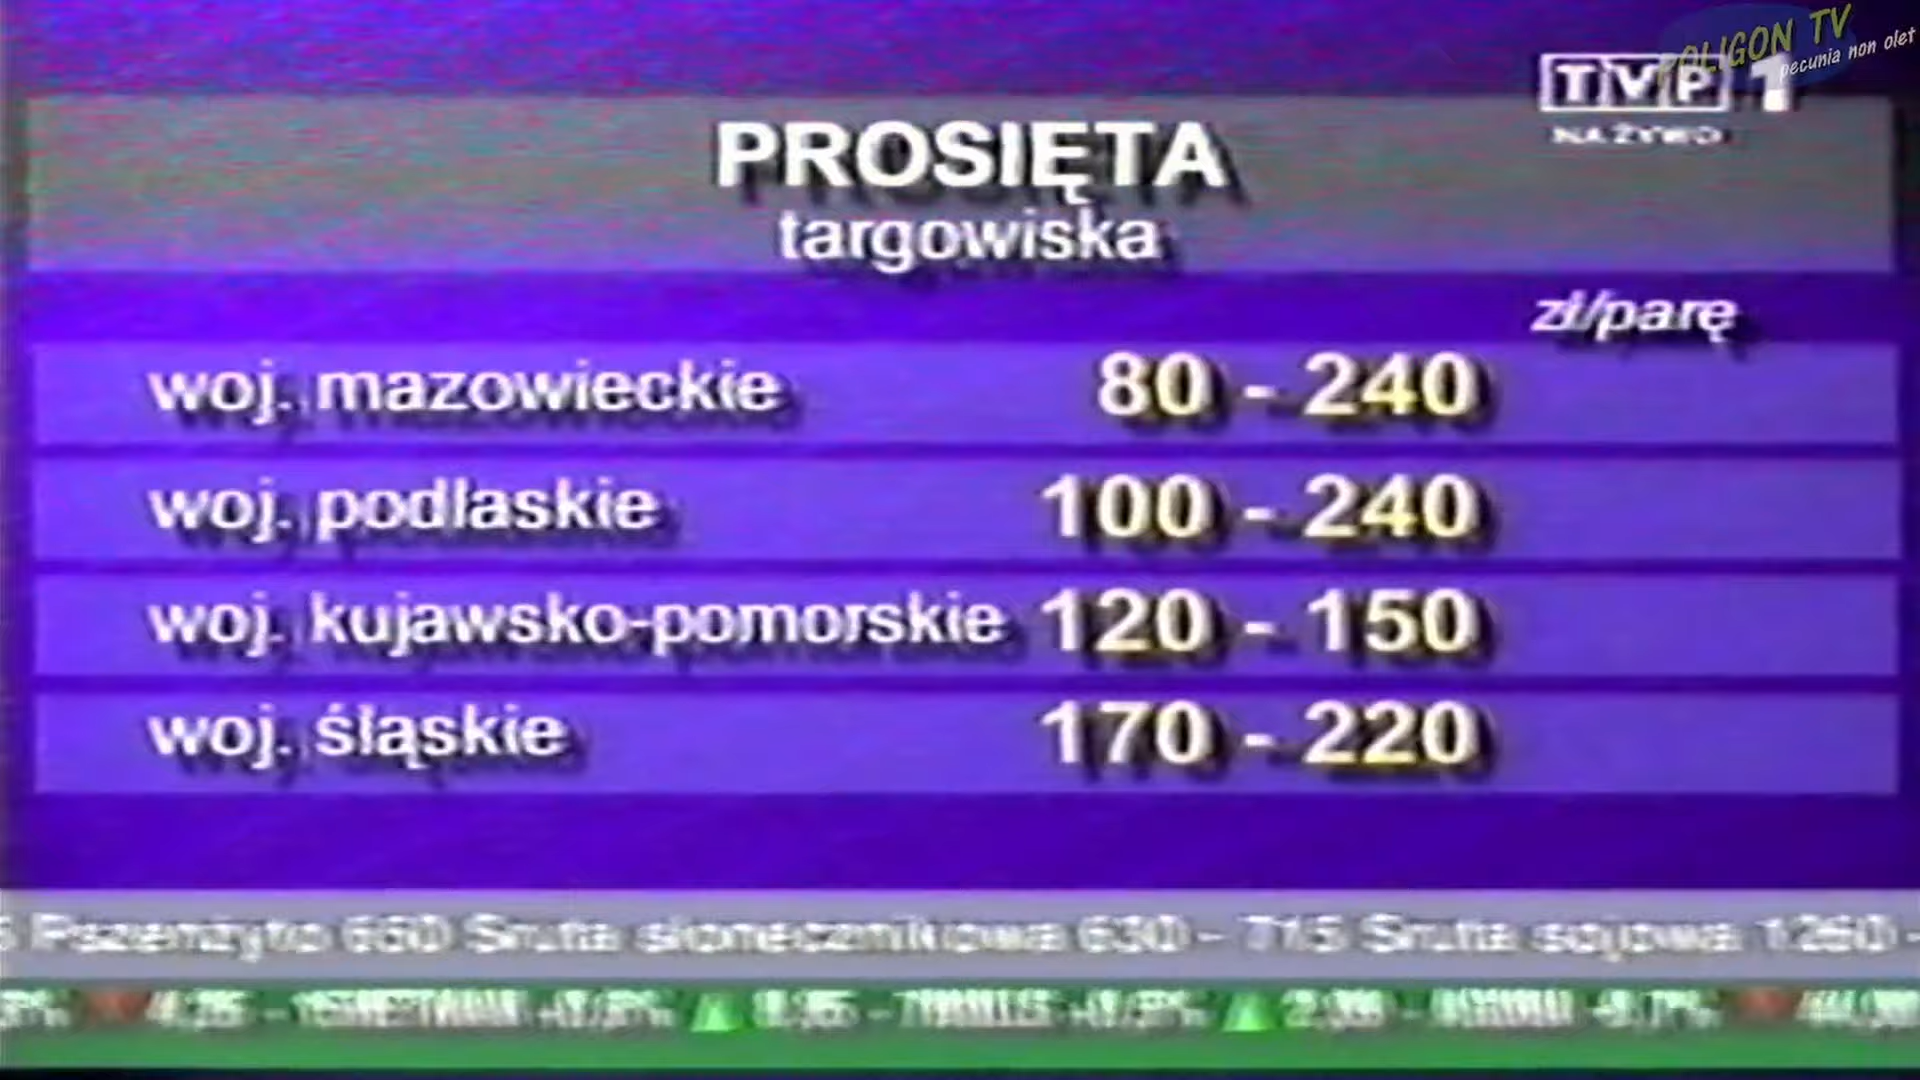 POLIGON TV
pecunia non olet
TVP 1
NA ŻYWO
PROSIĘTA
targowiska
zł/parę
woj. mazowieckie 80 - 240
woj. podlaskie 100 - 240
woj. kujawsko-pomorskie 120 - 150
woj. śląskie 170 - 220
Pszenżyto 650 Śruta słonecznikowa 630 - 715 Śruta sojowa 1260 -